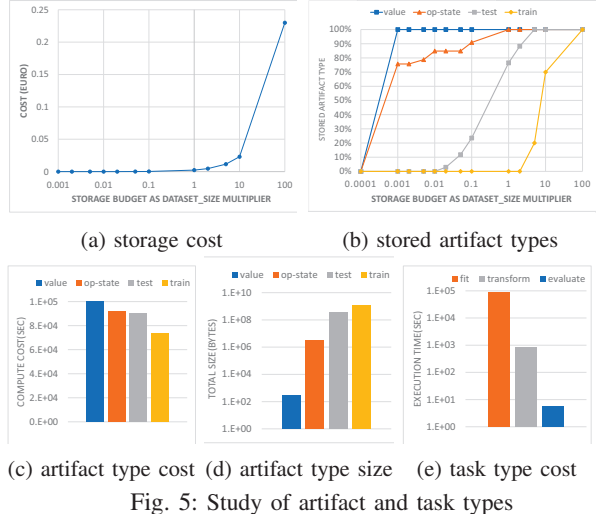 0.25
0.2
0.15
0.1
0.05
0
COST (EURO)
0.001 0.01 0.1 1 10 100
STORAGE BUDGET AS DATASET_SIZE MULTIPLIER
(a) storage cost
value op-state test train
100%
90%
80%
70%
60%
50%
40%
30%
20%
10%
0%
STORED ARTIFACT TYPE
0.0001 0.001 0.01 0.1 1 10 100
STORAGE BUDGET AS DATASET_SIZE MULTIPLIER
(b) stored artifact types
value op-state test train
1.E+05
8.E+04
6.E+04
4.E+04
2.E+04
0.E+00
COMPUTE COST(SEC)
(c) artifact type cost
value op-state test train
1.E+10
1.E+08
1.E+06
1.E+04
1.E+02
1.E+00
TOTAL SIZE(BYTES)
(d) artifact type size
fit transform evaluate
1.E+05
1.E+04
1.E+03
1.E+02
1.E+01
1.E+00
EXECUTION TIME(SEC)
(e) task type cost
Fig. 5: Study of artifact and task types